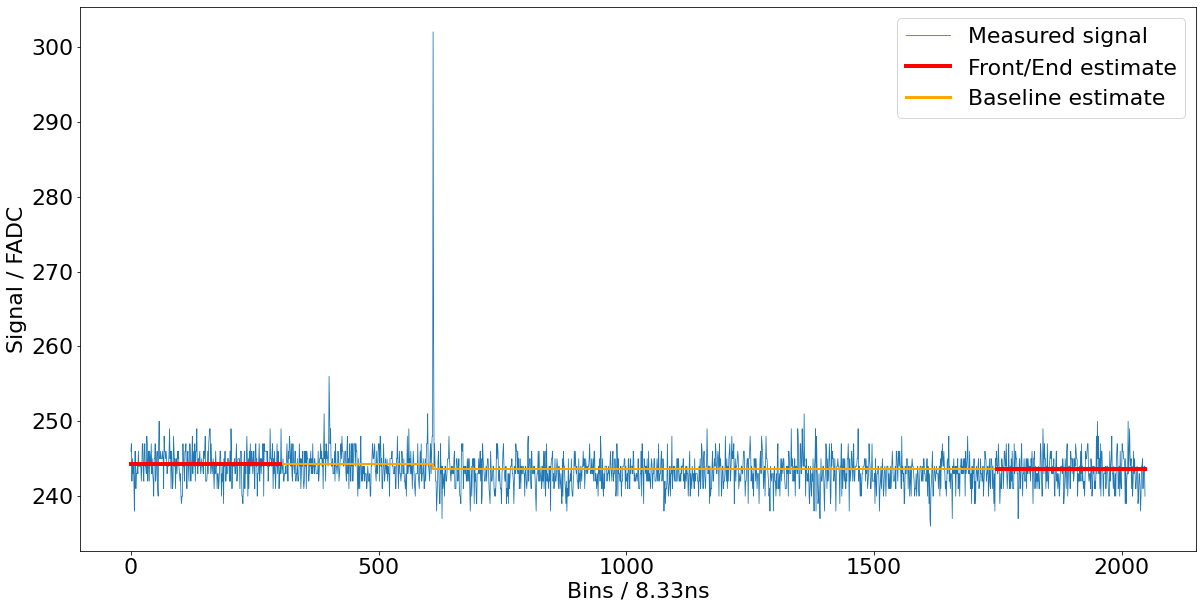 Measured signal
Front/End estimate
Baseline estimate
Signal / FADC
300
290
280
270
260
250
240
0 500 1000 1500 2000
Bins / 8.33ns